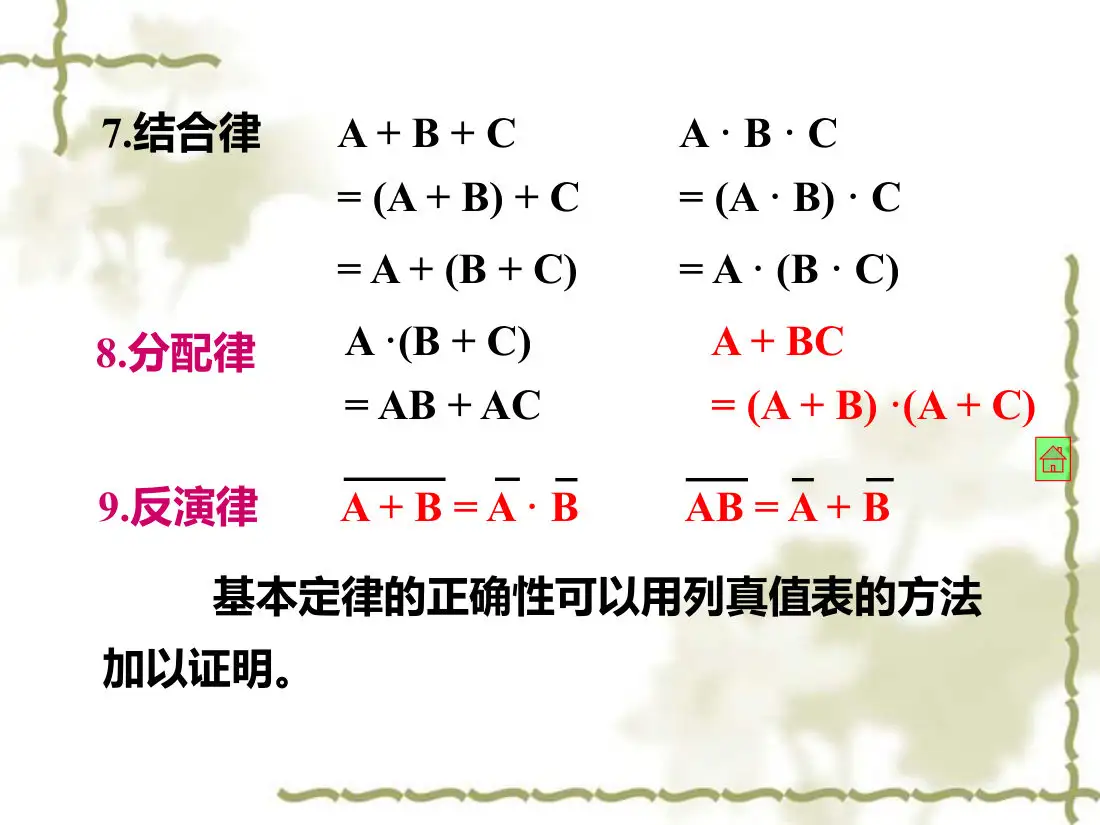 7.结合律 A + B + C A · B · C
= (A + B) + C = (A · B) · C
= A + (B + C) = A · (B · C)
8.分配律 A ·(B + C) A + BC
= AB + AC = (A + B) ·(A + C)
9.反演律 A̅ ̅+̅ ̅B̅ = A̅ · B̅ A̅B̅ = A̅ + B̅
基本定律的正确性可以用列真值表的方法
加以证明。